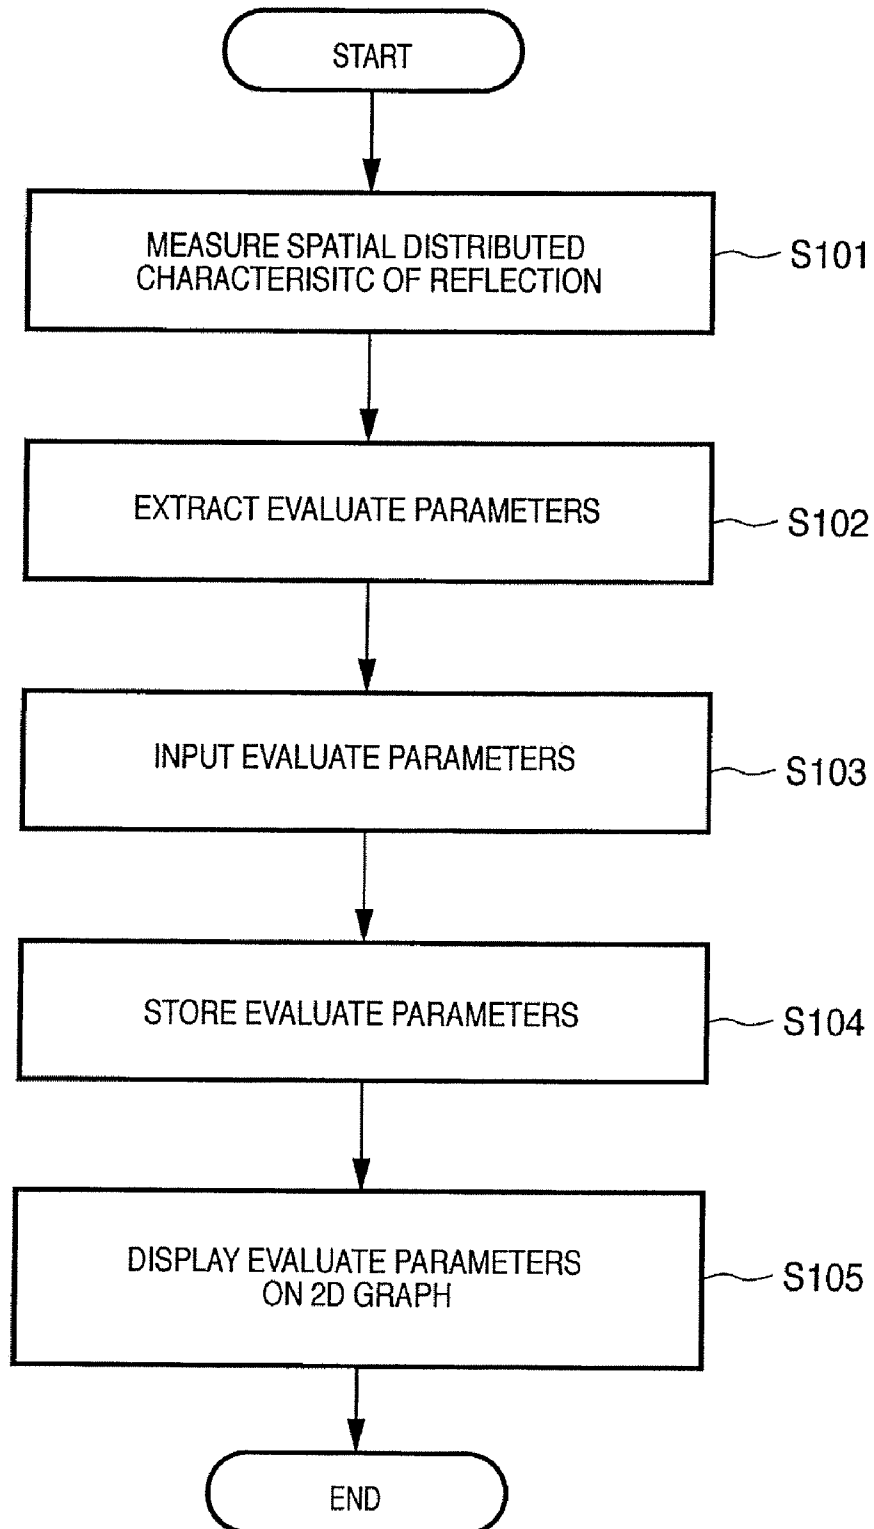 START
MEASURE SPATIAL DISTRIBUTED
CHARACTERISITC OF REFLECTION
S101
EXTRACT EVALUATE PARAMETERS
S102
INPUT EVALUATE PARAMETERS
S103
STORE EVALUATE PARAMETERS
S104
DISPLAY EVALUATE PARAMETERS
ON 2D GRAPH
S105
END